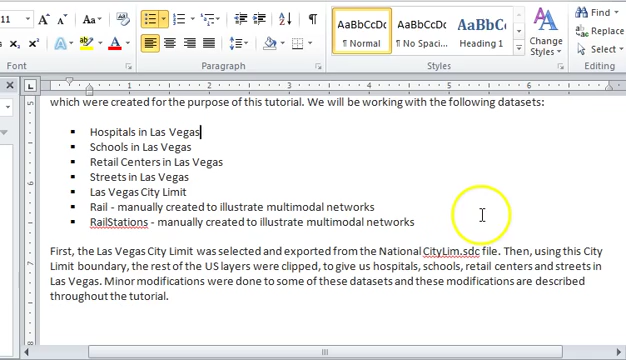 11
A A Aa
AaBbCcDc
AaBbCcDc
AaBbCc
¶ Normal
¶ No Spaci...
Heading 1
Change
Styles
Find
Replace
Select
Font
Paragraph
Styles
Editing
which were created for the purpose of this tutorial. We will be working with the following datasets:
Hospitals in Las Vegas
Schools in Las Vegas
Retail Centers in Las Vegas
Streets in Las Vegas
Las Vegas City Limit
Rail - manually created to illustrate multimodal networks
RailStations - manually created to illustrate multimodal networks
First, the Las Vegas City Limit was selected and exported from the National CityLim.sdc file. Then, using this City
Limit boundary, the rest of the US layers were clipped, to give us hospitals, schools, retail centers and streets in
Las Vegas. Minor modifications were done to some of these datasets and these modifications are described
throughout the tutorial.